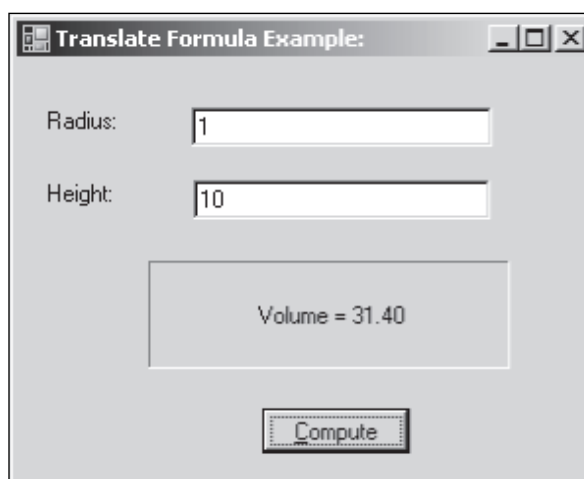 Translate Formula Example:
Radius: 1
Height: 10
Volume = 31.40
Compute